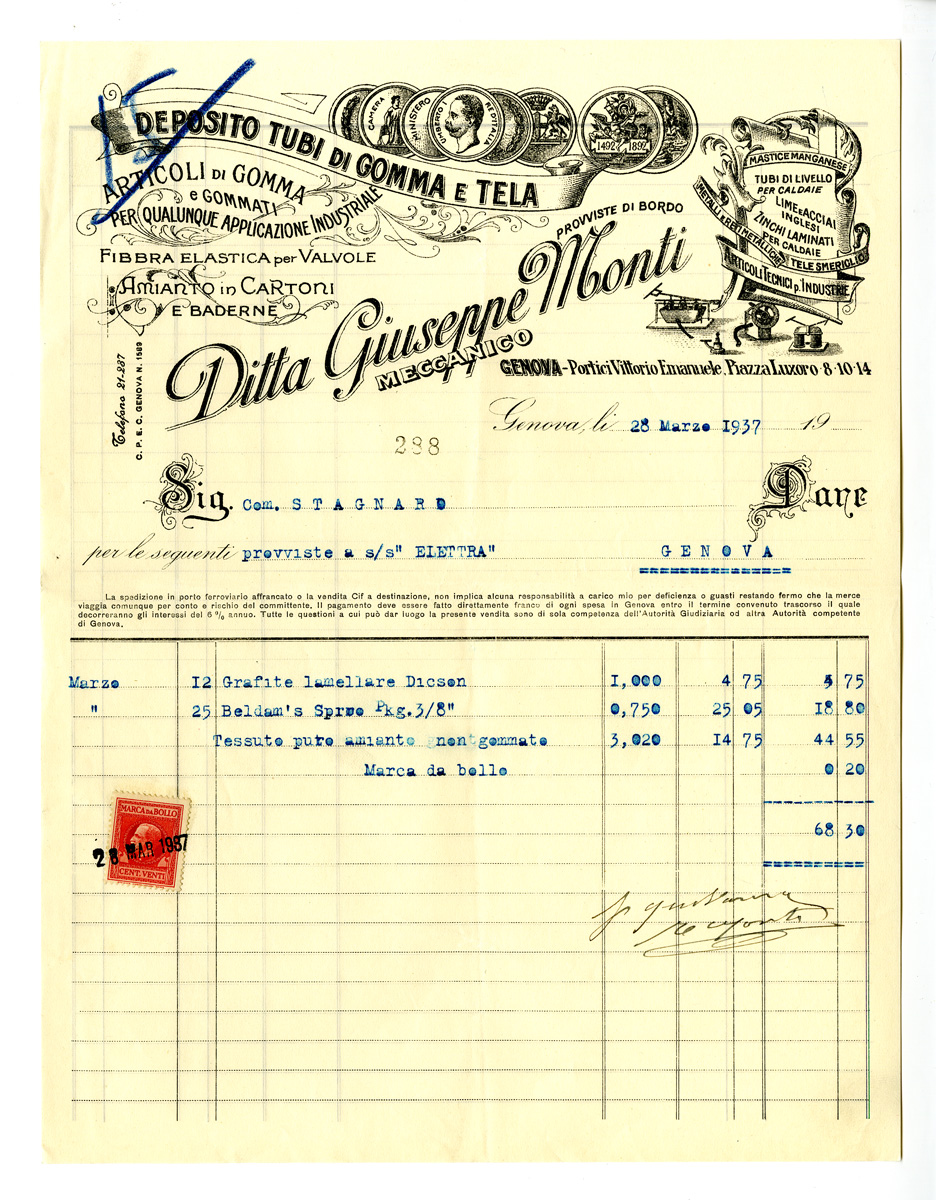 15
DEPOSITO TUBI DI GOMMA E TELA
CAMERA
MINISTERO
UMBERTO I
RE D'ITALIA
1492 1892
ARTICOLI DI GOMMA
E GOMMATI
PER QUALUNQUE APPLICAZIONE INDUSTRIALE
FIBBRA ELASTICA per VALVOLE
AMIANTO in CARTONI
E BADERNE
MASTICE MANGANESE
TUBI DI LIVELLO
PER CALDAIE
LIME E ACCIAI
INGLESI
ZINCHI LAMINATI
PER CALDAIE
METALLI E RETI METALLICHE
TELE SMERIGLIO
ARTICOLI TECNICI p. INDUSTRIE
PROVVISTE DI BORDO
Ditta Giuseppe Monti
MECCANICO
GENOVA - Portici Vittorio Emanuele, Piazza Luxoro - 8-10-14
Telefono 21-287
C. P. E. C. GENOVA N. 1589
Genova, li 28 Marzo 1937 19
288
Sig. Com. STAGNARO Dare
per le seguenti provviste a s/s" ELETTRA" GENOVA
La spedizione in porto ferroviario affrancato o la vendita Cif a destinazione, non implica alcuna responsabilità a carico mio per deficienza o guasti restando fermo che la merce
viaggia comunque per conto e rischio del committente. Il pagamento deve essere fatto direttamente franco di ogni spesa in Genova entro il termine convenuto trascorso il quale
decorreranno gli interessi del 6 % annuo. Tutte le questioni a cui può dar luogo la presente vendita sono di sola competenza dell'Autorità Giudiziaria od altra Autorità competente
di Genova.
Marzo 12 Grafite lamellare Dicson 1,000 4 75 4 75
" 25 Beldam's Spruo Pkg. 3/8" 0,750 25 05 18 80
Tessuto puro amianto nontgommato 3,020 14 75 44 55
Marca da bollo 0 20
68 30
MARCA DA BOLLO
28 MAR 1937
CENT. VENTI